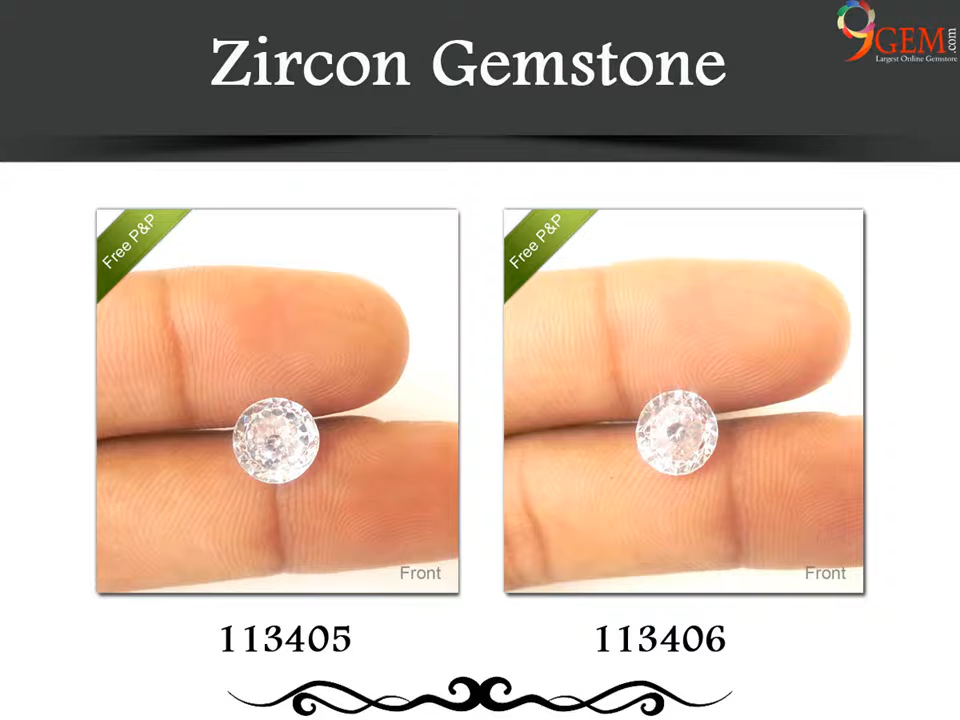 Zircon Gemstone
9GEM.com
Largest Online Gemstore
Free P&P
Free P&P
Front
Front
113405
113406